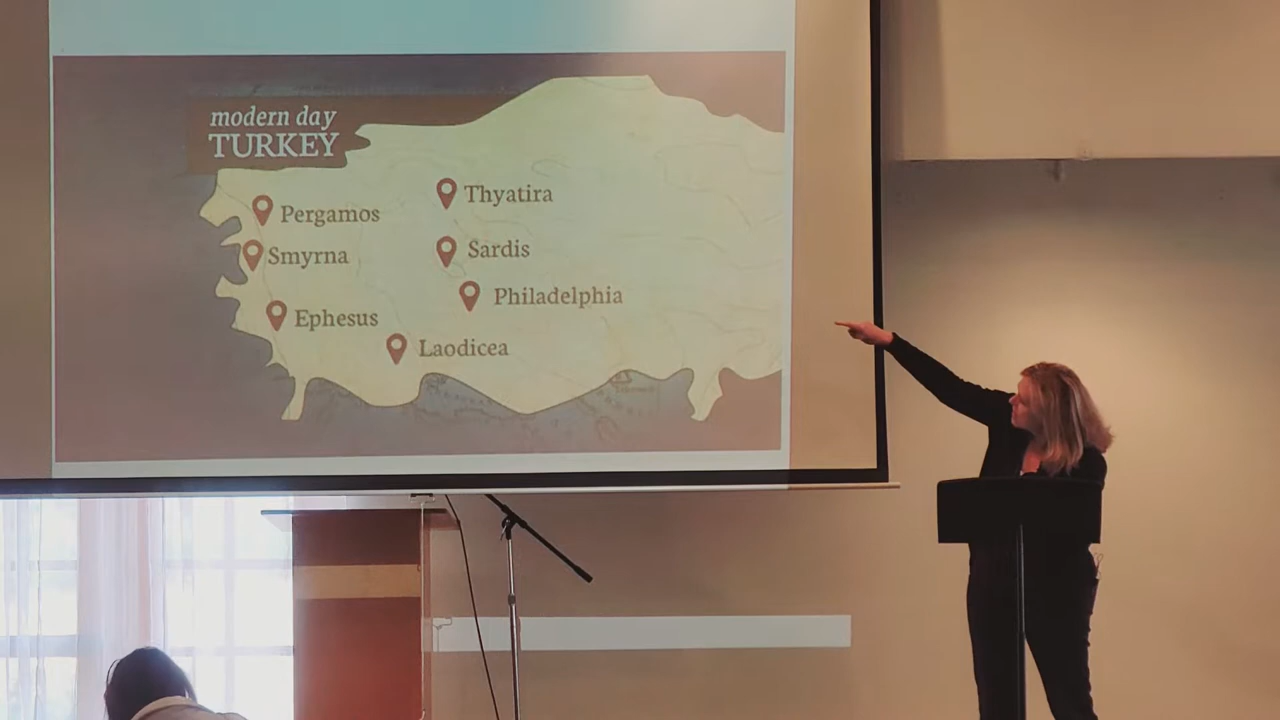 modern day
TURKEY
Thyatira
Pergamos
Sardis
Smyrna
Philadelphia
Ephesus
Laodicea